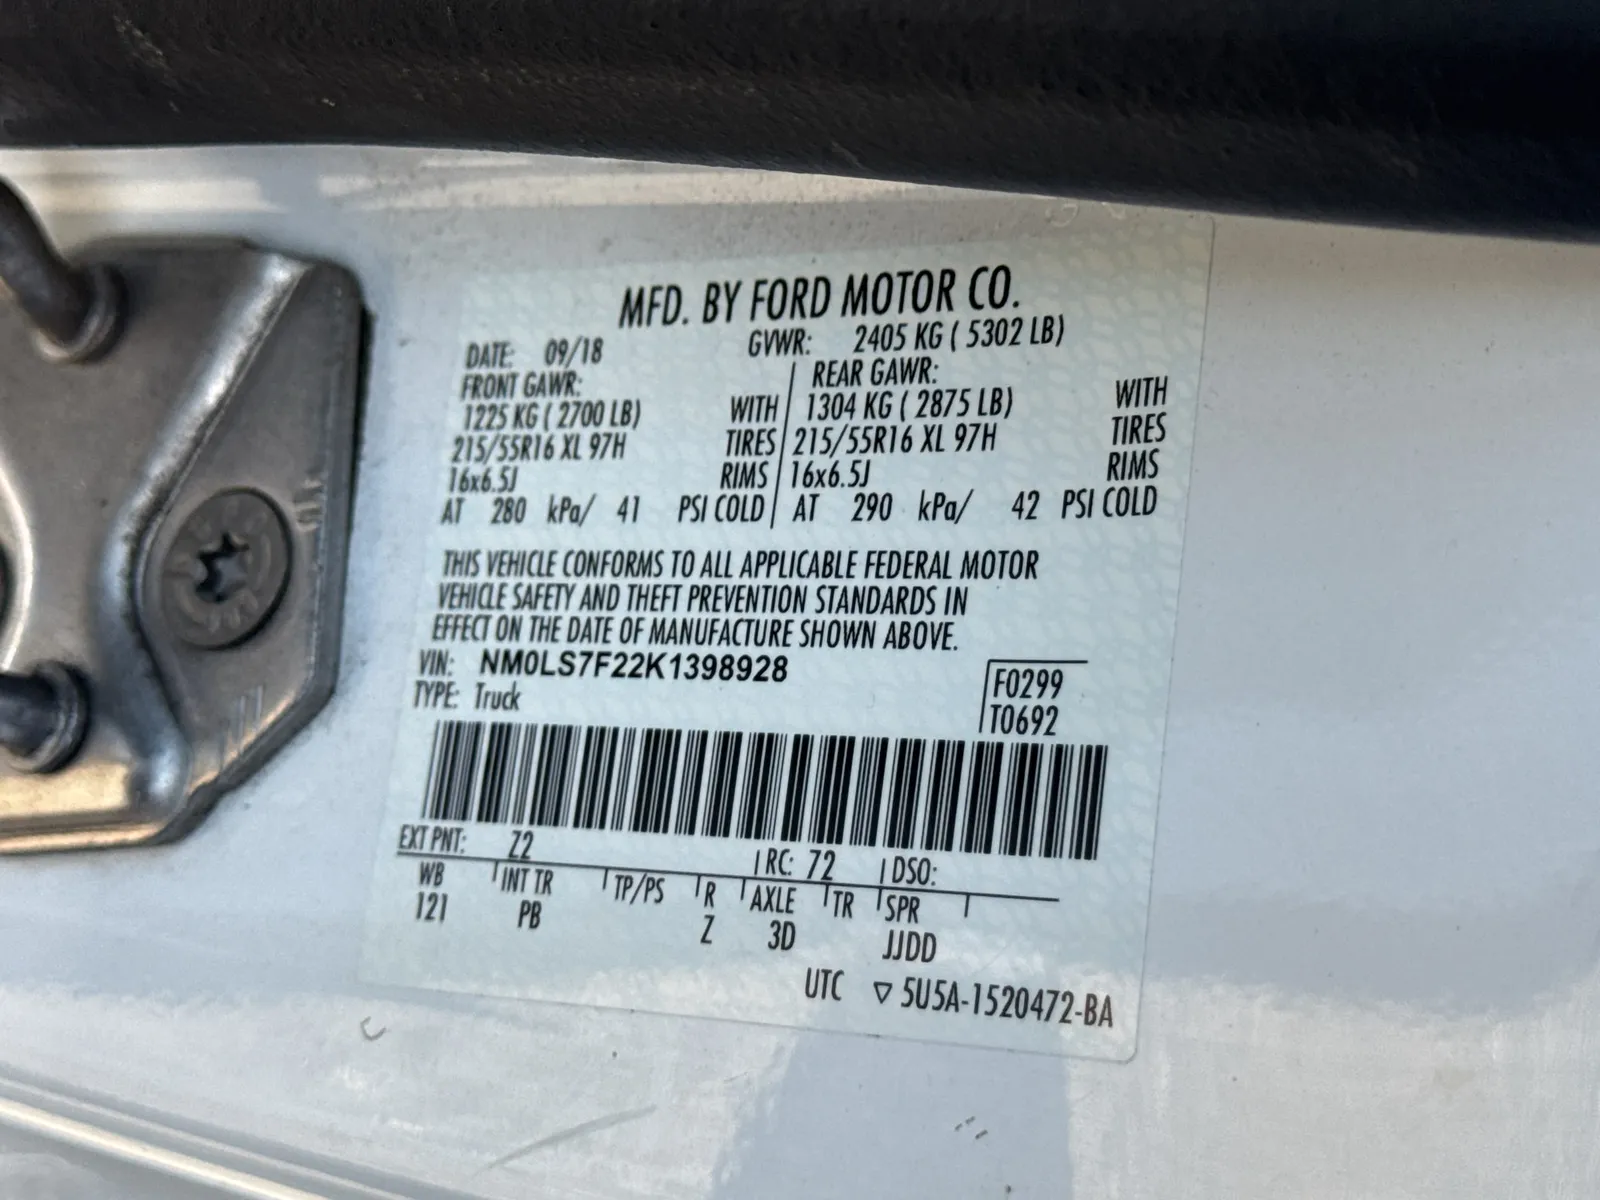 MFD. BY FORD MOTOR CO.
DATE: 09/18 GVWR: 2405 KG ( 5302 LB)
FRONT GAWR: REAR GAWR:
1225 KG ( 2700 LB) WITH 1304 KG ( 2875 LB) WITH
215/55R16 XL 97H TIRES 215/55R16 XL 97H TIRES
16x6.5J RIMS 16x6.5J RIMS
AT 280 kPa/ 41 PSI COLD AT 290 kPa/ 42 PSI COLD
THIS VEHICLE CONFORMS TO ALL APPLICABLE FEDERAL MOTOR
VEHICLE SAFETY AND THEFT PREVENTION STANDARDS IN
EFFECT ON THE DATE OF MANUFACTURE SHOWN ABOVE.
VIN: NM0LS7F22K1398928
TYPE: Truck
F0299
T0692
EXT PNT: Z2 RC: 72 DSO:
WB INT TR TP/PS R AXLE TR SPR
121 PB Z 3D JJDD
UTC ▽ 5U5A-1520472-BA